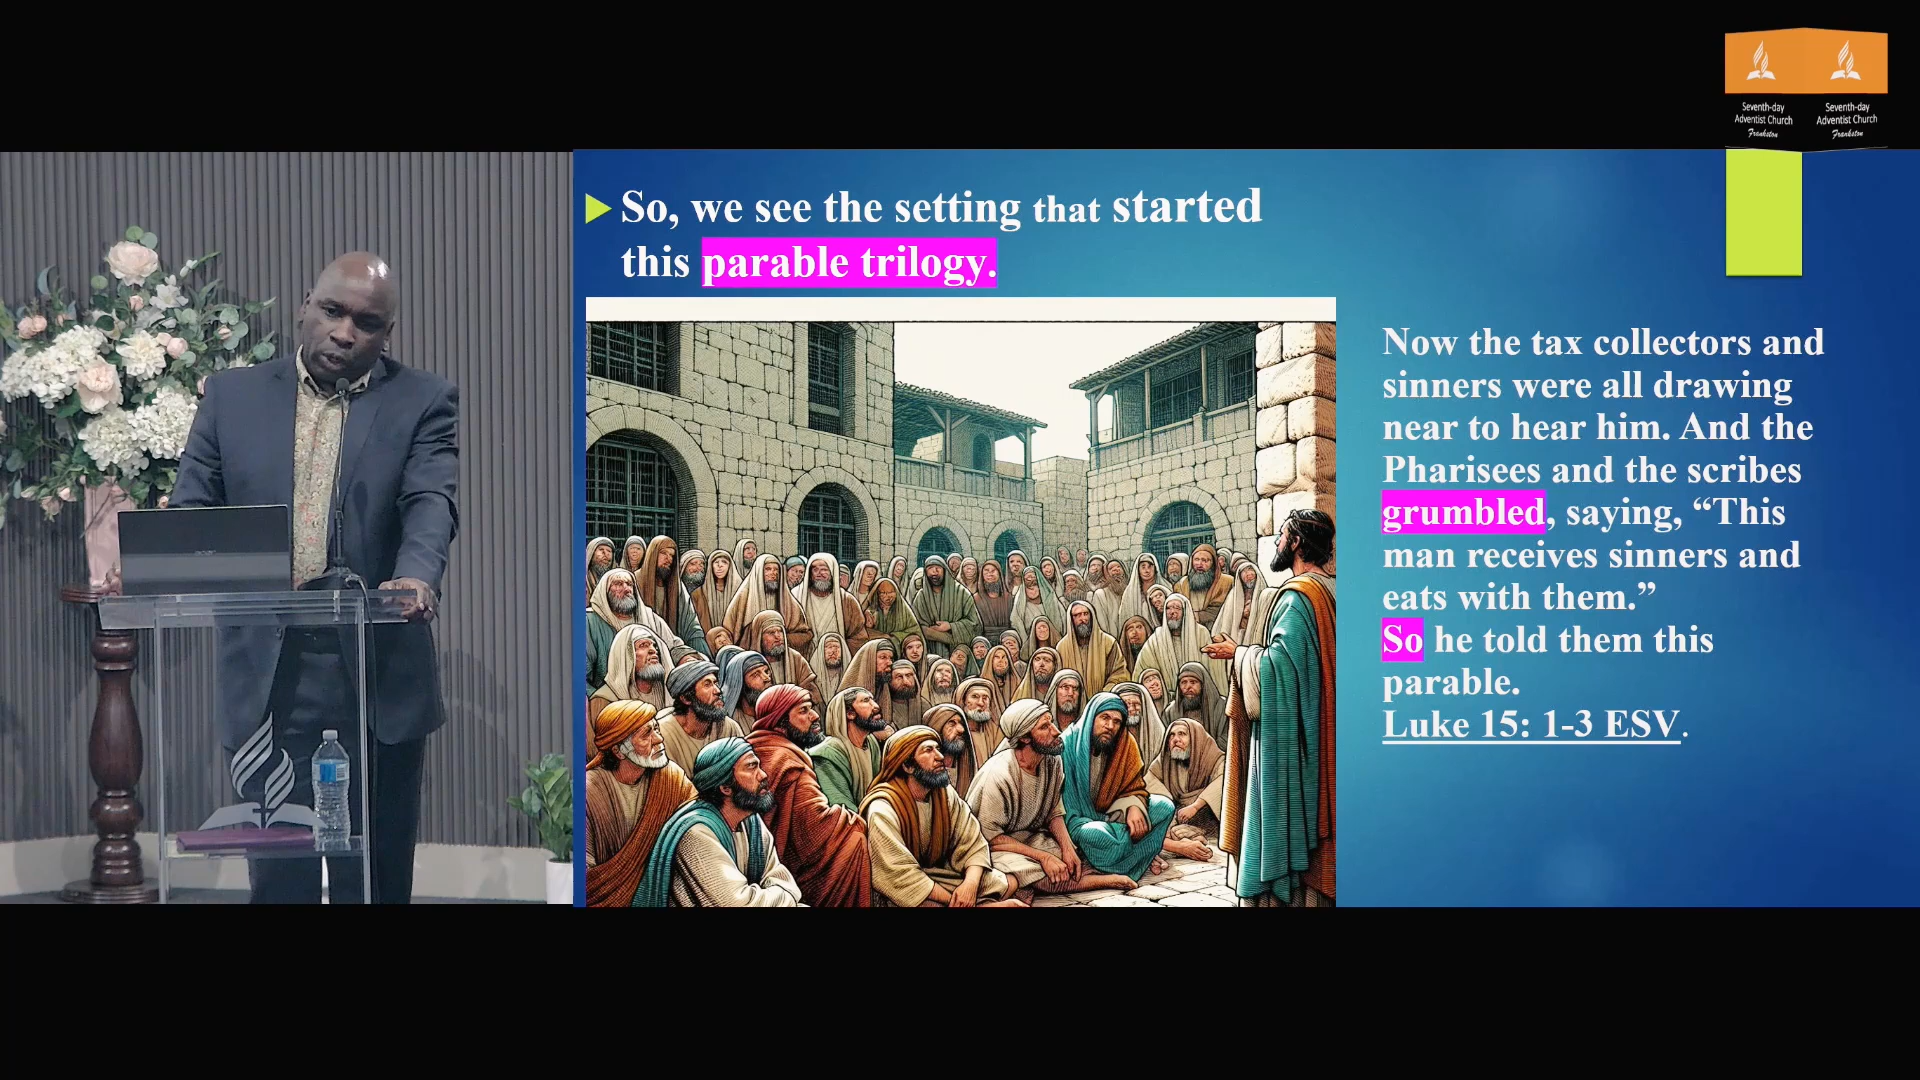 Seventh-day
Adventist Church
Frankston
Seventh-day
Adventist Church
Frankston
So, we see the setting that started
this parable trilogy.
Now the tax collectors and
sinners were all drawing
near to hear him. And the
Pharisees and the scribes
grumbled, saying, “This
man receives sinners and
eats with them.”
So he told them this
parable.
Luke 15: 1-3 ESV.